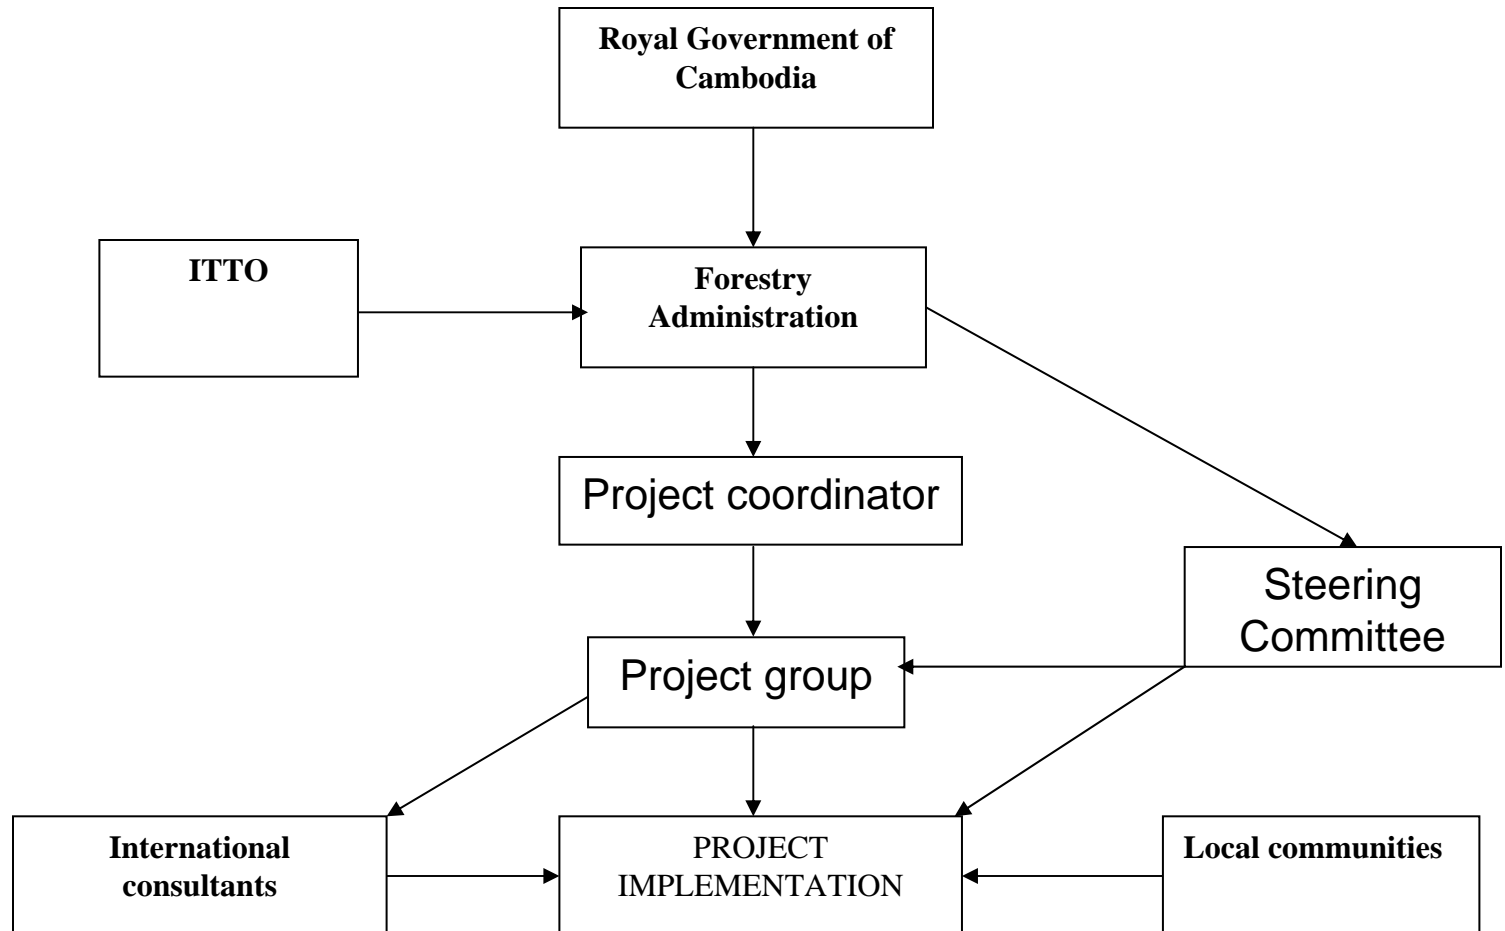 Royal Government of
Cambodia
ITTO
Forestry
Administration
Project coordinator
Steering
Committee
Project group
International
consultants
PROJECT
IMPLEMENTATION
Local communities